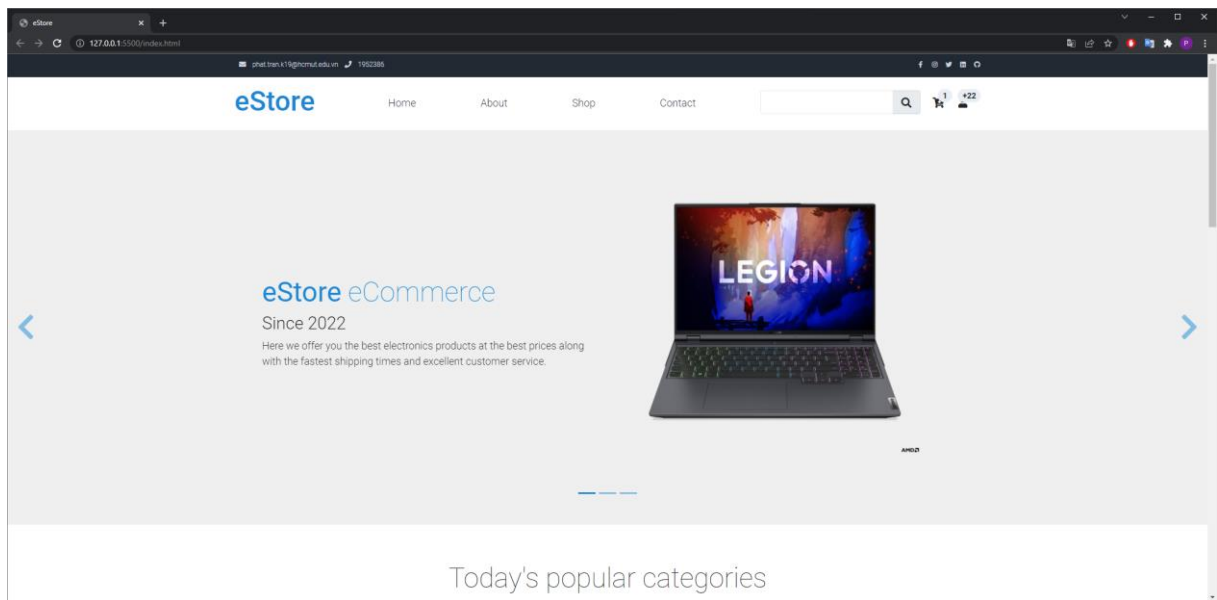 eStore
127.0.0.1:5500/index.html
phat.tran.k19@hcmut.edu.vn 1952386
eStore Home About Shop Contact 1 +22
LEGION
eStore eCommerce
Since 2022
Here we offer you the best electronics products at the best prices along
with the fastest shipping times and excellent customer service.
AMD
Today's popular categories